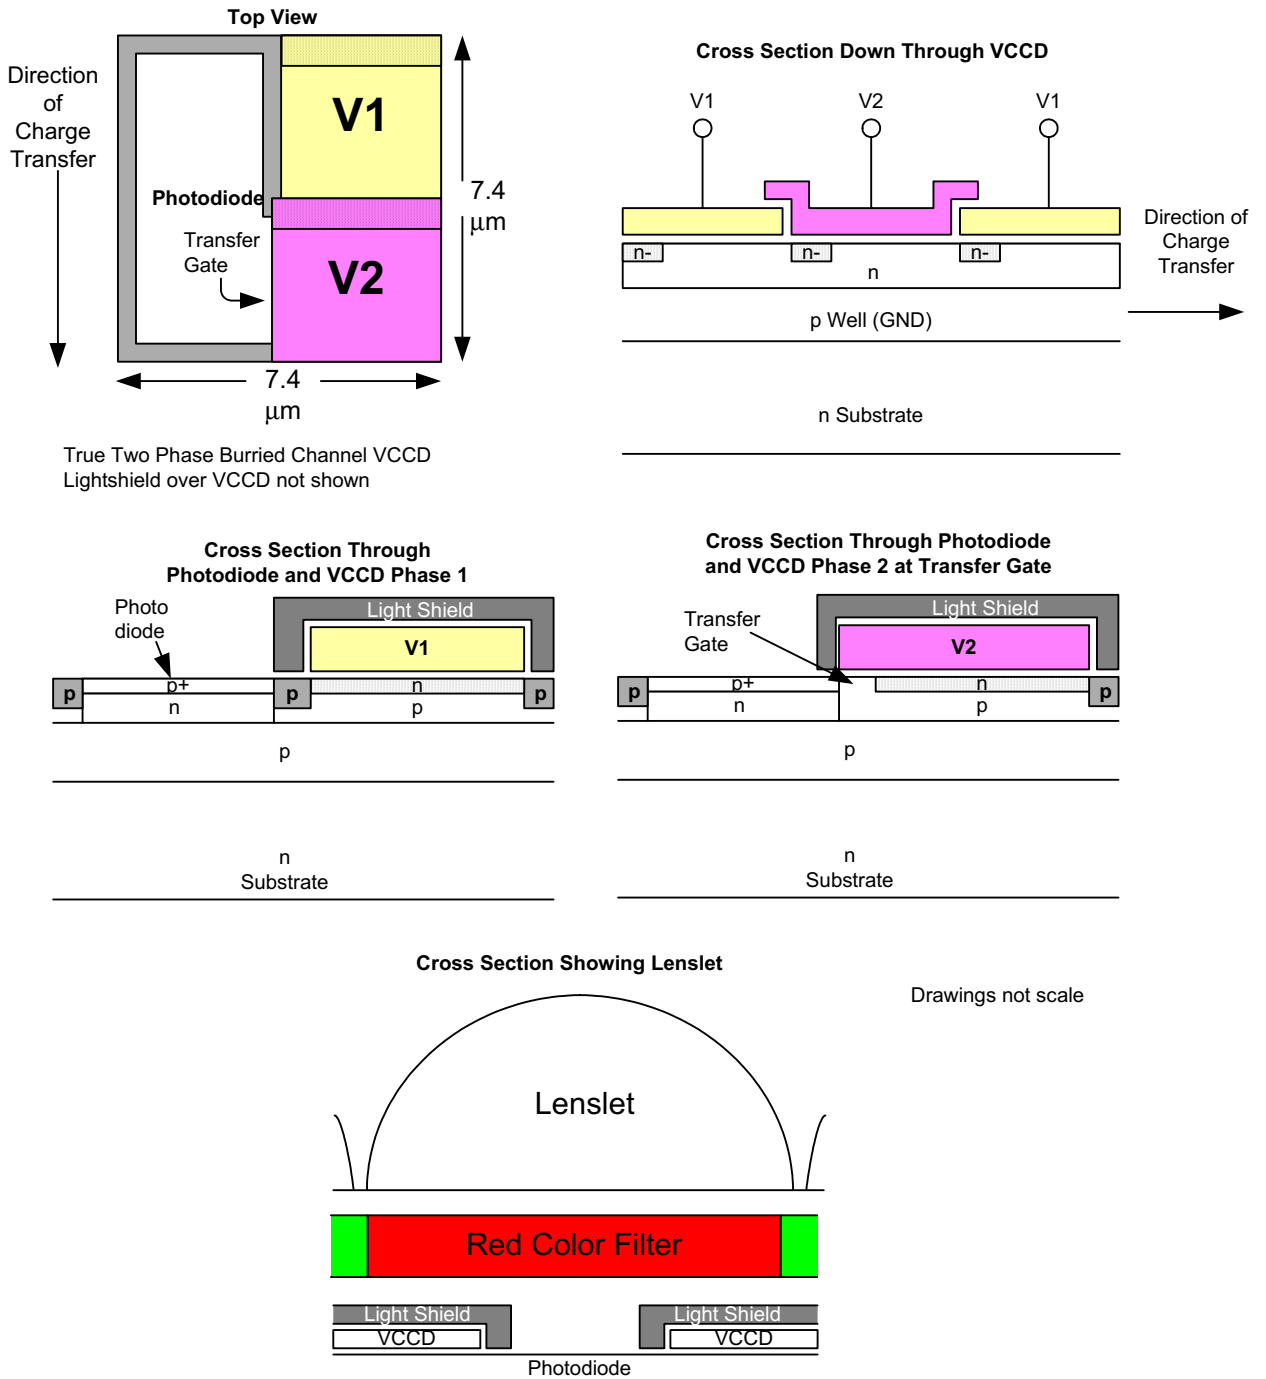 Top View
Direction
of
Charge
Transfer
V1
Photodiode
Transfer
Gate
V2
7.4
μm
7.4
μm
True Two Phase Burried Channel VCCD
Lightshield over VCCD not shown
Cross Section Down Through VCCD
V1 V2 V1
n- n- n-
n
p Well (GND)
n Substrate
Direction of
Charge
Transfer
Cross Section Through
Photodiode and VCCD Phase 1
Photo
diode
Light Shield
V1
p p+ p n p
n p
p
n
Substrate
Cross Section Through Photodiode
and VCCD Phase 2 at Transfer Gate
Transfer
Gate
Light Shield
V2
p p+ n p
n p
p
n
Substrate
Cross Section Showing Lenslet
Drawings not scale
Lenslet
Red Color Filter
Light Shield Light Shield
VCCD VCCD
Photodiode